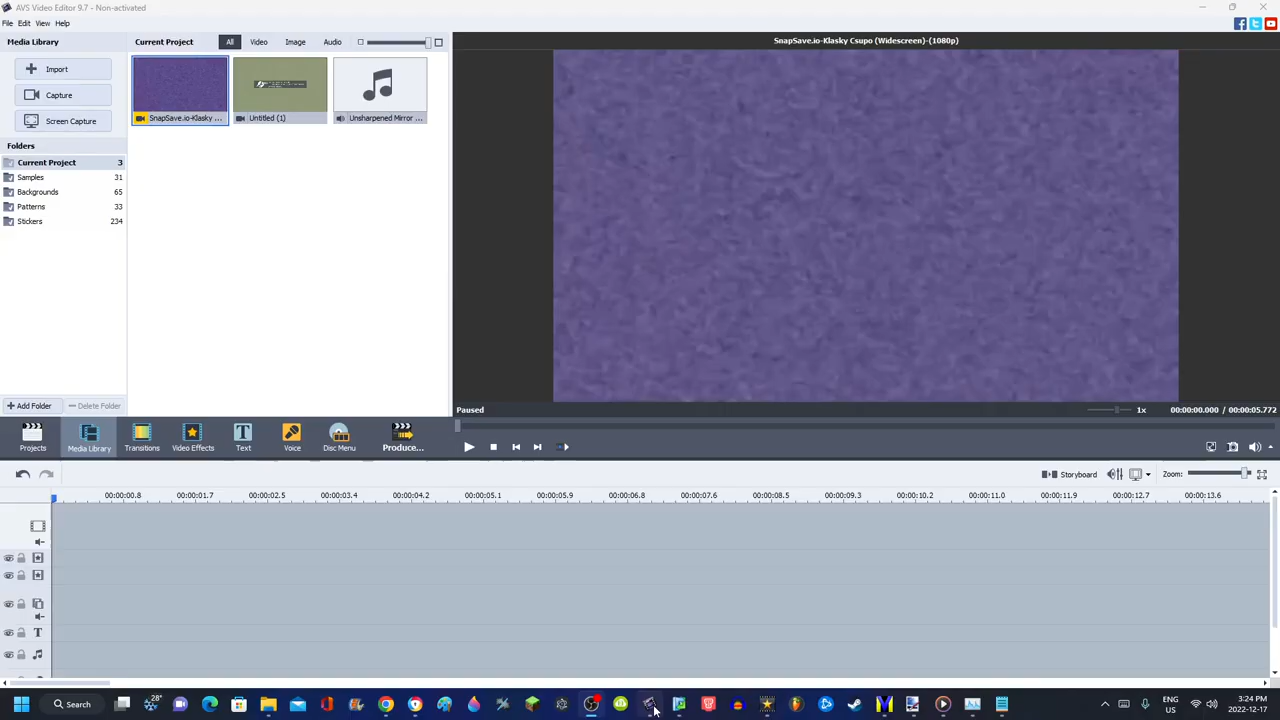 AVS Video Editor 9.7 - Non-activated
File Edit View Help
Media Library
Current Project All Video Image Audio
SnapSave.io-Klasky Csupo (Widescreen)-(1080p)
Import
Capture
Screen Capture
SnapSave.io-Klasky ... Untitled (1) Unsharpened Mirror ...
Folders
Current Project 3
Samples 31
Backgrounds 65
Patterns 33
Stickers 234
Add Folder Delete Folder
Paused 1x 00:00:00.000 / 00:00:05.772
Projects Media Library Transitions Video Effects Text Voice Disc Menu Produce...
Storyboard Zoom:
00:00:00.8 00:00:01.7 00:00:02.5 00:00:03.4 00:00:04.2 00:00:05.1 00:00:05.9 00:00:06.8 00:00:07.6 00:00:08.5 00:00:09.3 00:00:10.2 00:00:11.0 00:00:11.9 00:00:12.7 00:00:13.6
T
Search 28° ENG 3:24 PM
US 2022-12-17